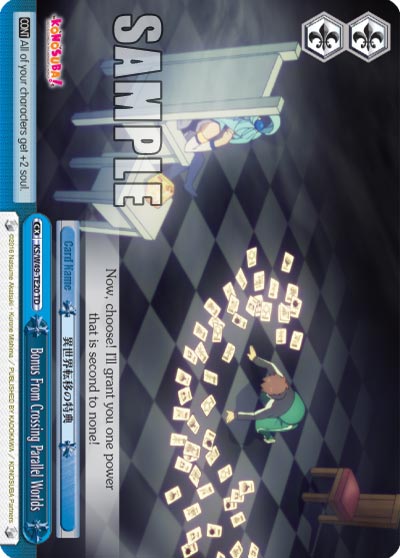 KONOSUBA!
SAMPLE
Now, choose! I'll grant you one power
that is second to none!
Card Name
異世界転移の特典
CX
Bonus From Crossing Parallel Worlds
CONT All of your characters get +2 soul.
©2016 Natsume Akatsuki・Kurone Mishima / PUBLISHED BY KADOKAWA / KONOSUBA Partners